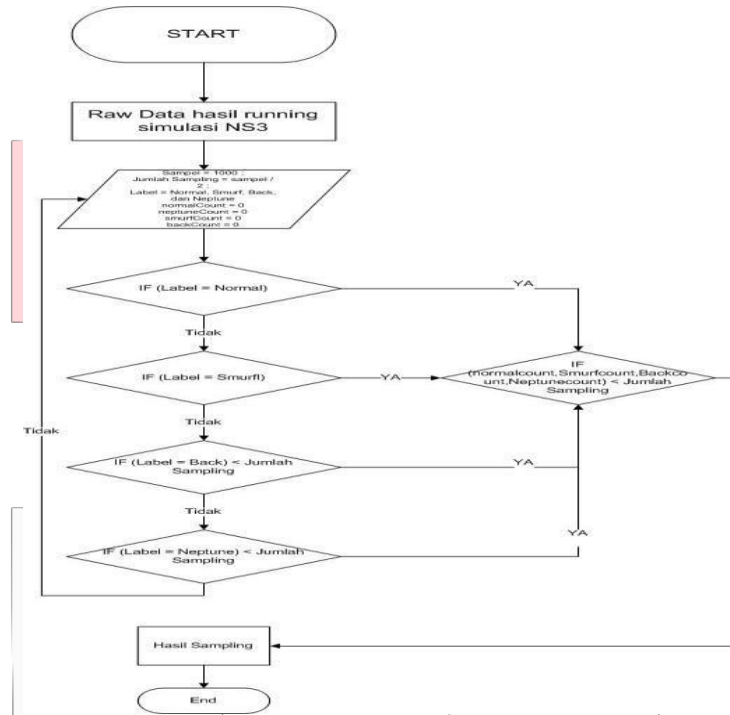 START
Raw Data hasil running
simulasi NS3
Sampel = 1000 ;
Jumlah Sampling = sampel /
2 ;
Label = Normal, Smurf, Back,
dan Neptune
normalCount = 0
neptuneCount = 0
smurfCount = 0
backCount = 0
IF (Label = Normal)
YA
Tidak
IF (Label = Smurfl)
YA
IF
(normalcount,Smurfcount,Backco
unt,Neptunecount) < Jumlah
Sampling
Tidak
Tidak
IF (Label = Back) < Jumlah
Sampling
YA
Tidak
IF (Label = Neptune) < Jumlah
Sampling
YA
Hasil Sampling
End